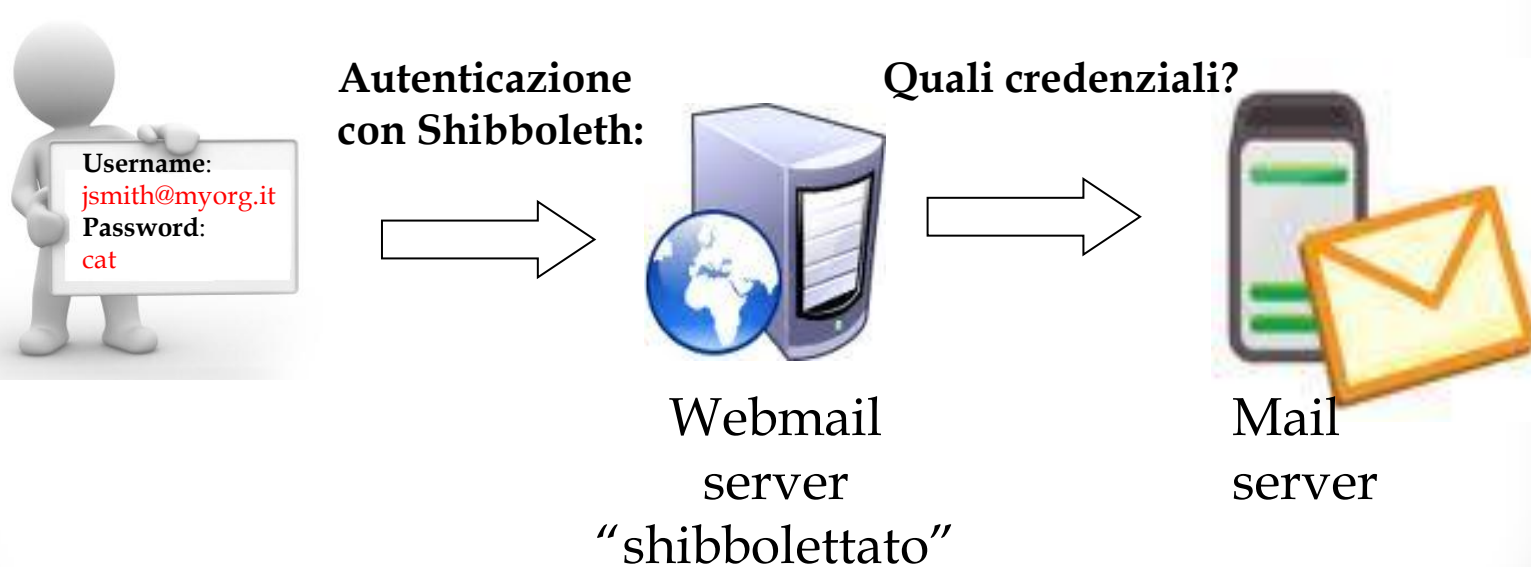 Autenticazione
con Shibboleth:
Quali credenziali?
Username:
jsmith@myorg.it
Password:
cat
Webmail
server
“shibbolettato”
Mail
server